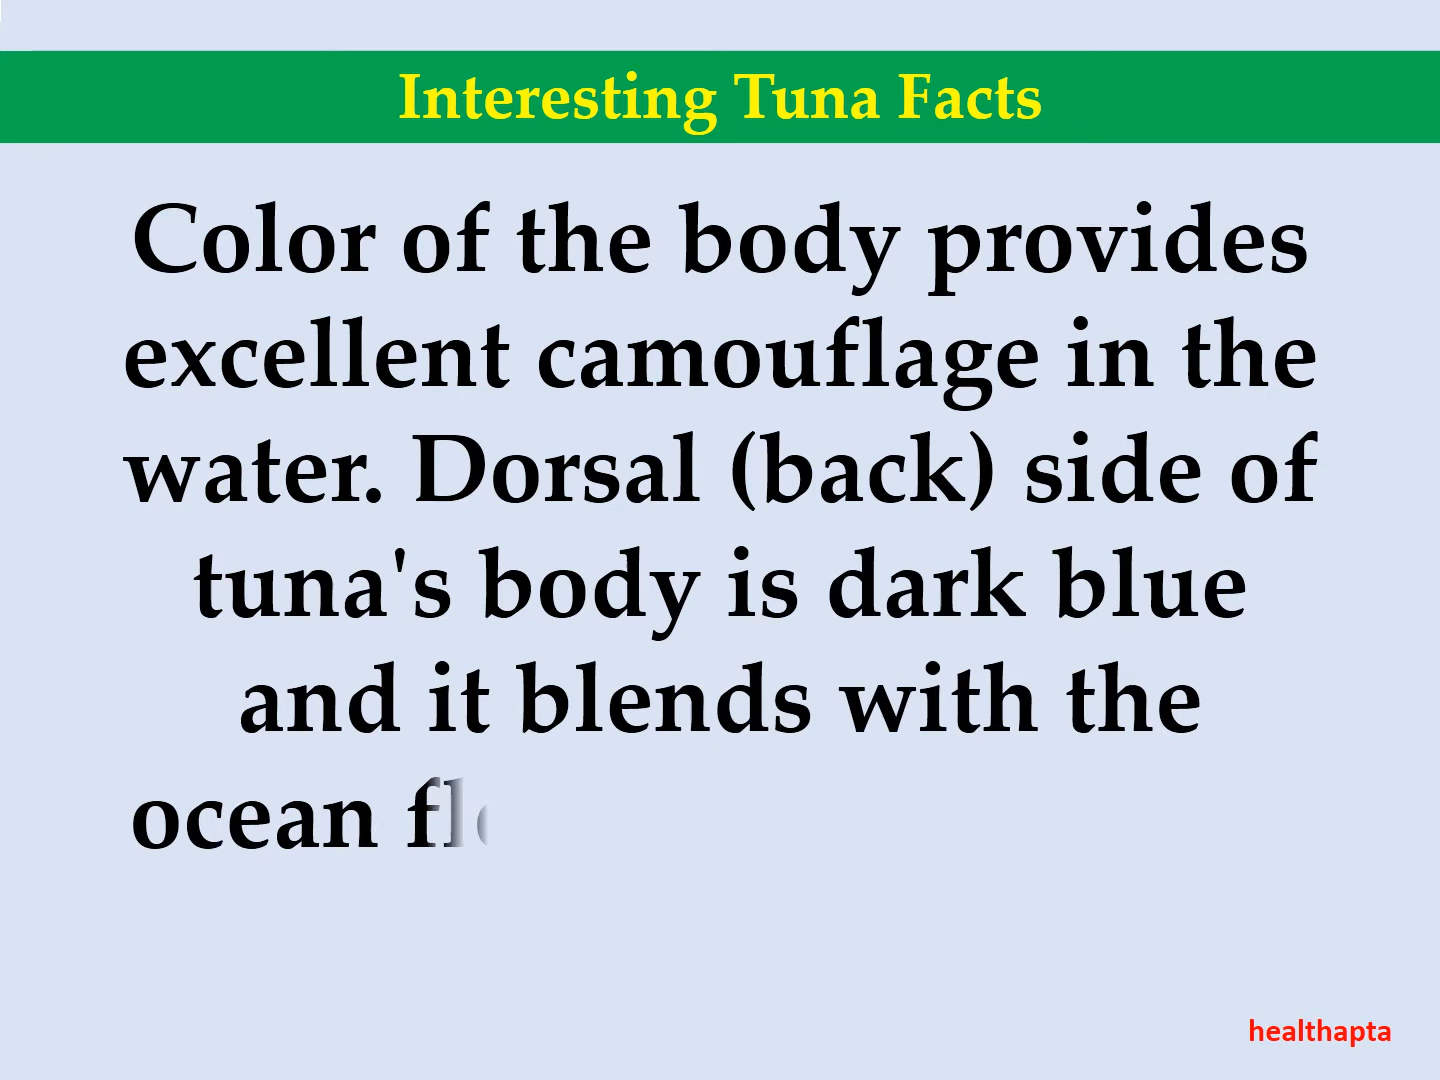 Interesting Tuna Facts
Color of the body provides
excellent camouflage in the
water. Dorsal (back) side of
tuna's body is dark blue
and it blends with the
ocean
healthapta